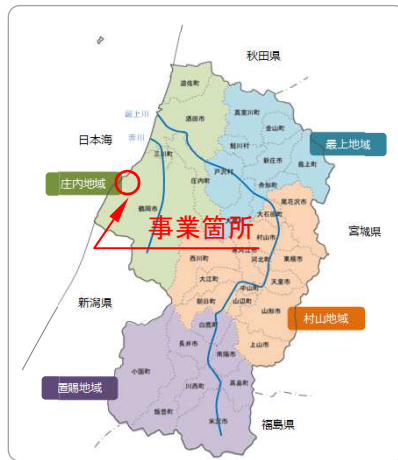 秋田県
遊佐町
最上川
真室川町
酒田市
赤川
金山町
日本海
鮭川村
最上地域
三川町
新庄市
最上町
戸沢村
庄内町
庄内地域
舟形町
尾花沢市
鶴岡市
大石田町
事業箇所
村山市
宮城県
西川町
河北町
東根市
大江町
天童市
中山町
新潟県
朝日町
山辺町
山形市
村山地域
白鷹町
上山市
長井市
南陽市
小国町
置賜地域
川西町
高畠町
飯豊町
米沢市
福島県